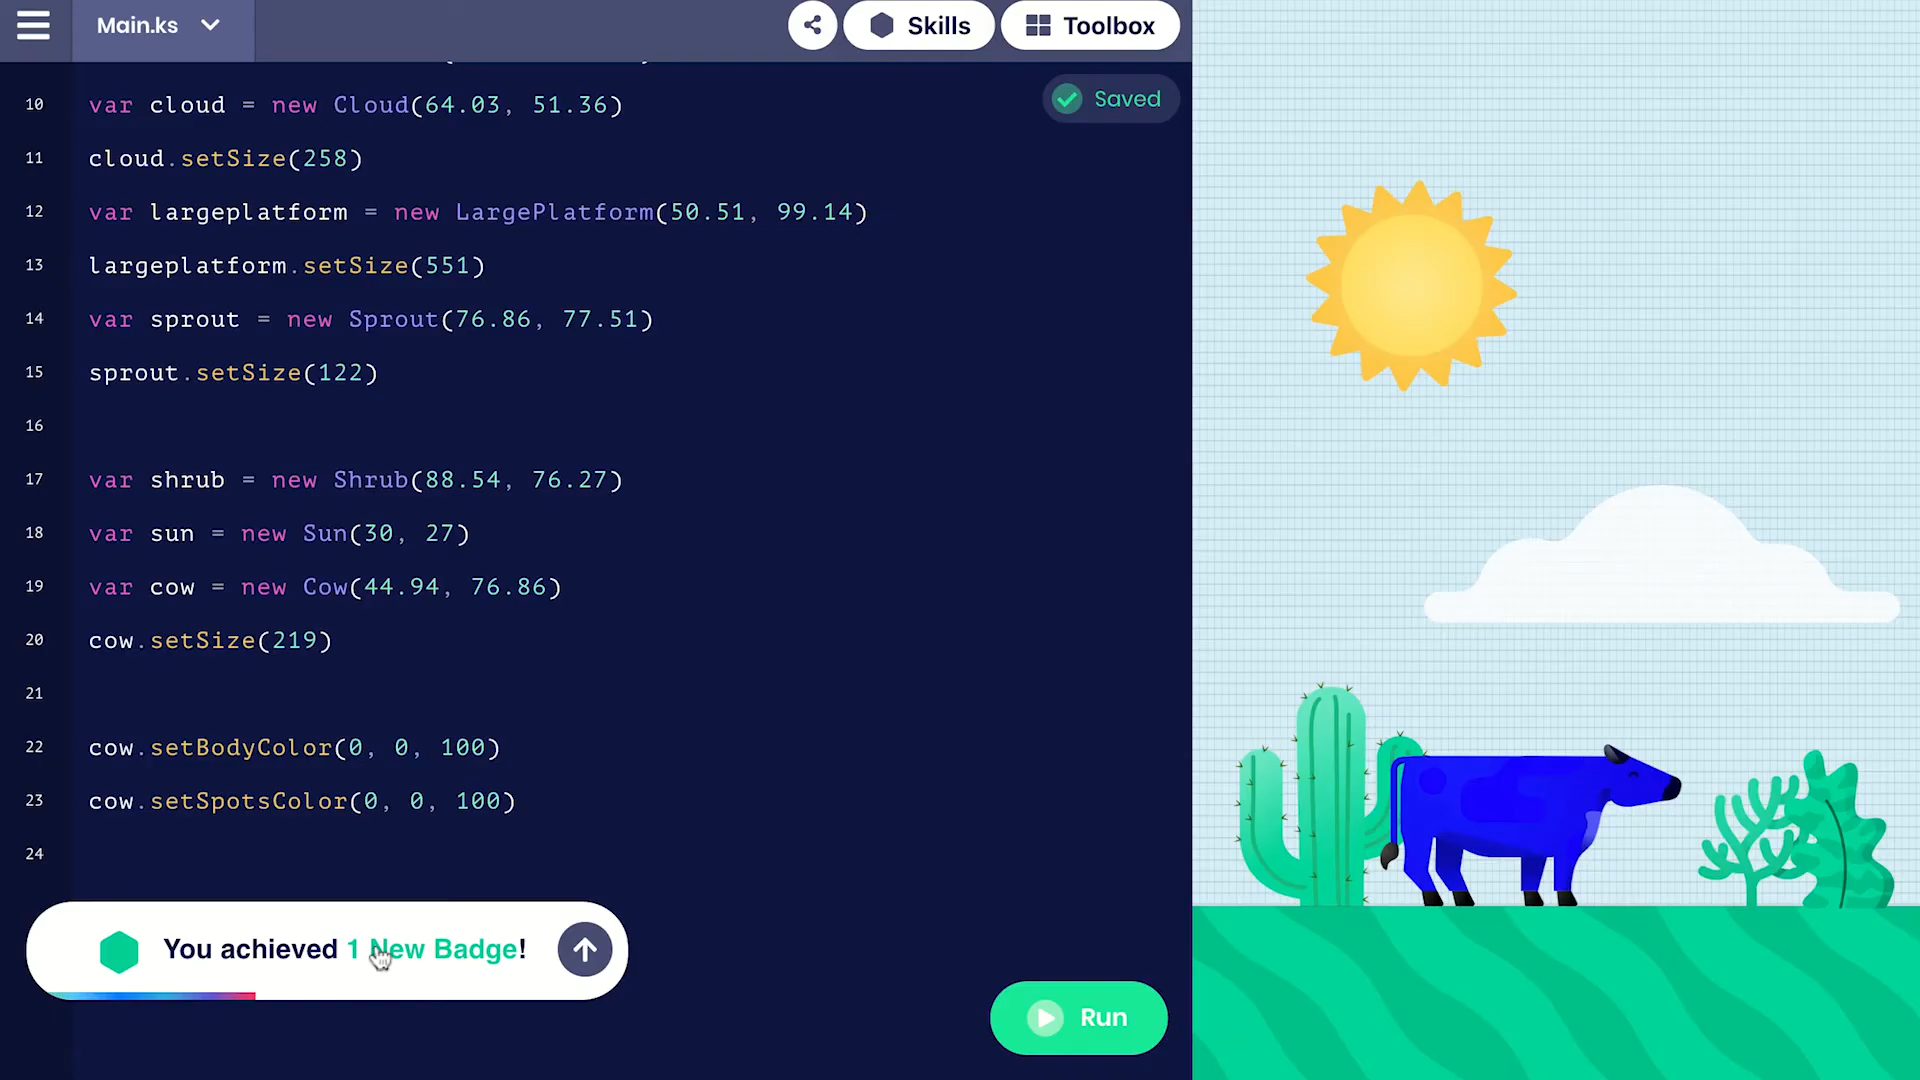 Main.ks
Skills
Toolbox
Saved
10 var cloud = new Cloud(64.03, 51.36)
11 cloud.setSize(258)
12 var largeplatform = new LargePlatform(50.51, 99.14)
13 largeplatform.setSize(551)
14 var sprout = new Sprout(76.86, 77.51)
15 sprout.setSize(122)
16
17 var shrub = new Shrub(88.54, 76.27)
18 var sun = new Sun(30, 27)
19 var cow = new Cow(44.94, 76.86)
20 cow.setSize(219)
21
22 cow.setBodyColor(0, 0, 100)
23 cow.setSpotsColor(0, 0, 100)
24
You achieved 1 New Badge!
Run